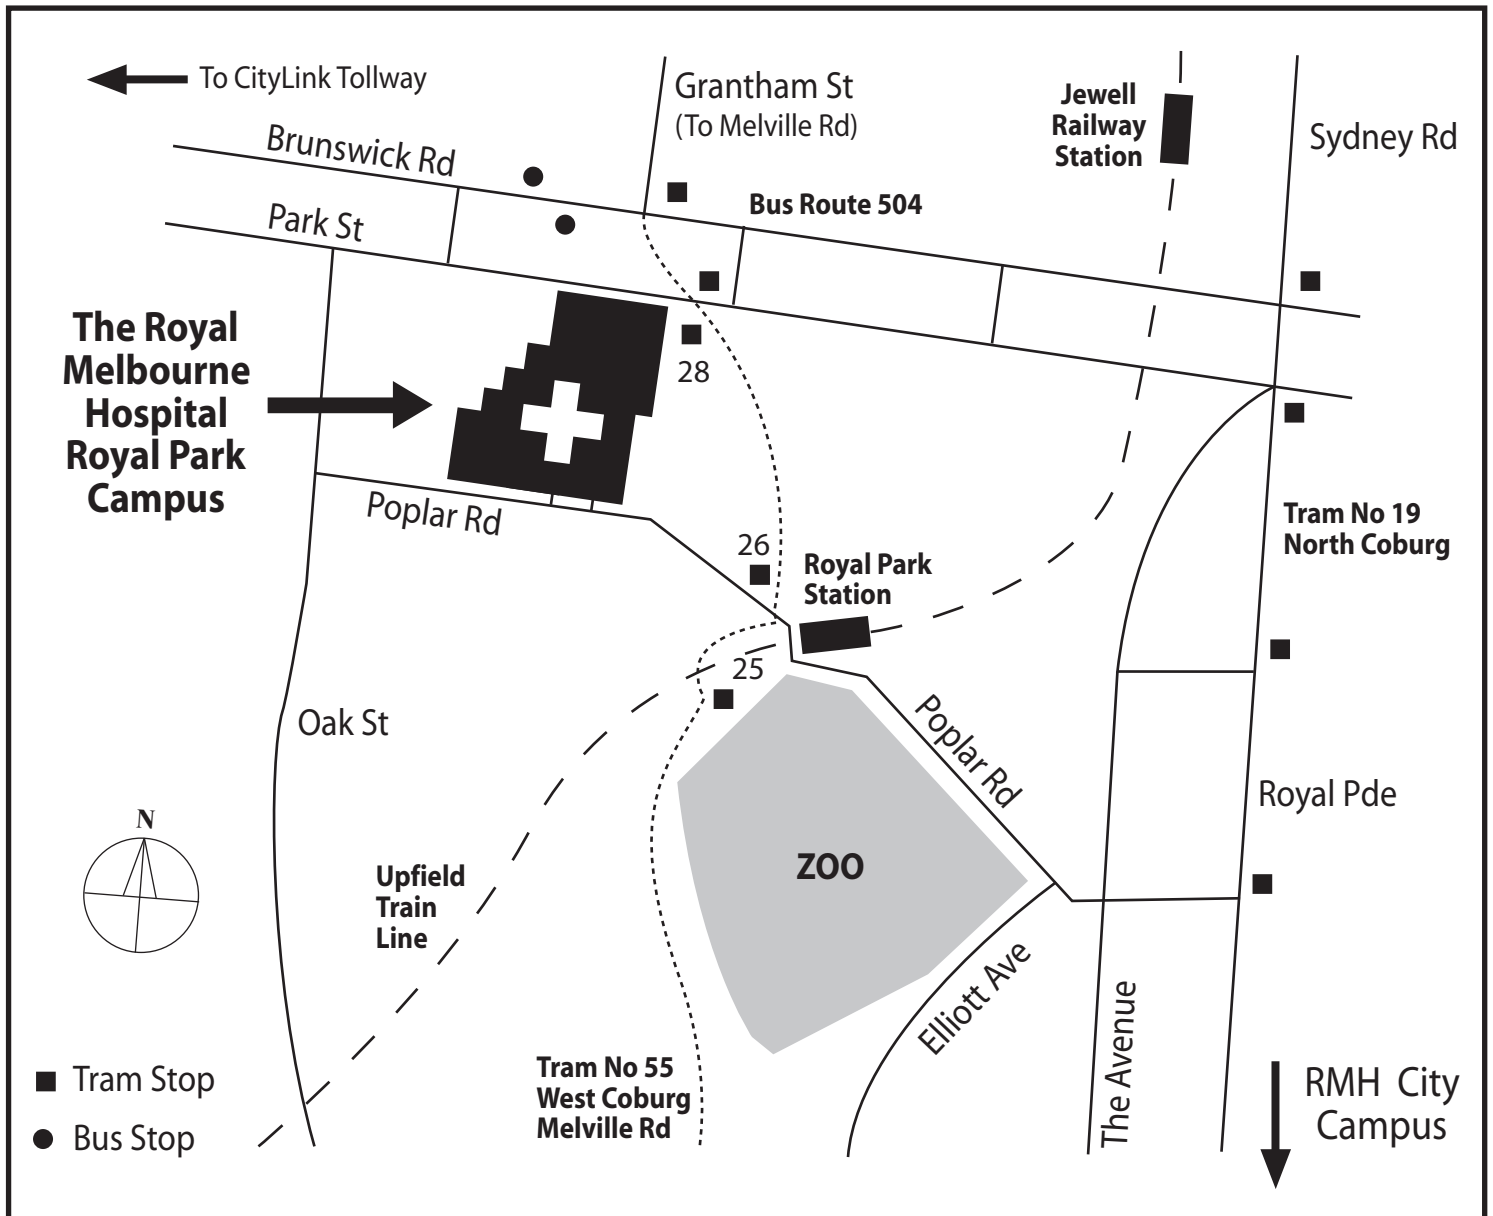 To CityLink Tollway
Grantham St
(To Melville Rd)
Jewell
Railway
Station
Sydney Rd
Brunswick Rd
Bus Route 504
Park St
The Royal
Melbourne
Hospital
Royal Park
Campus
28
Poplar Rd
Tram No 19
North Coburg
26
Royal Park
Station
25
Oak St
Poplar Rd
Royal Pde
N
ZOO
Upfield
Train
Line
Elliott Ave
The Avenue
Tram No 55
West Coburg
Melville Rd
Tram Stop
Bus Stop
RMH City
Campus